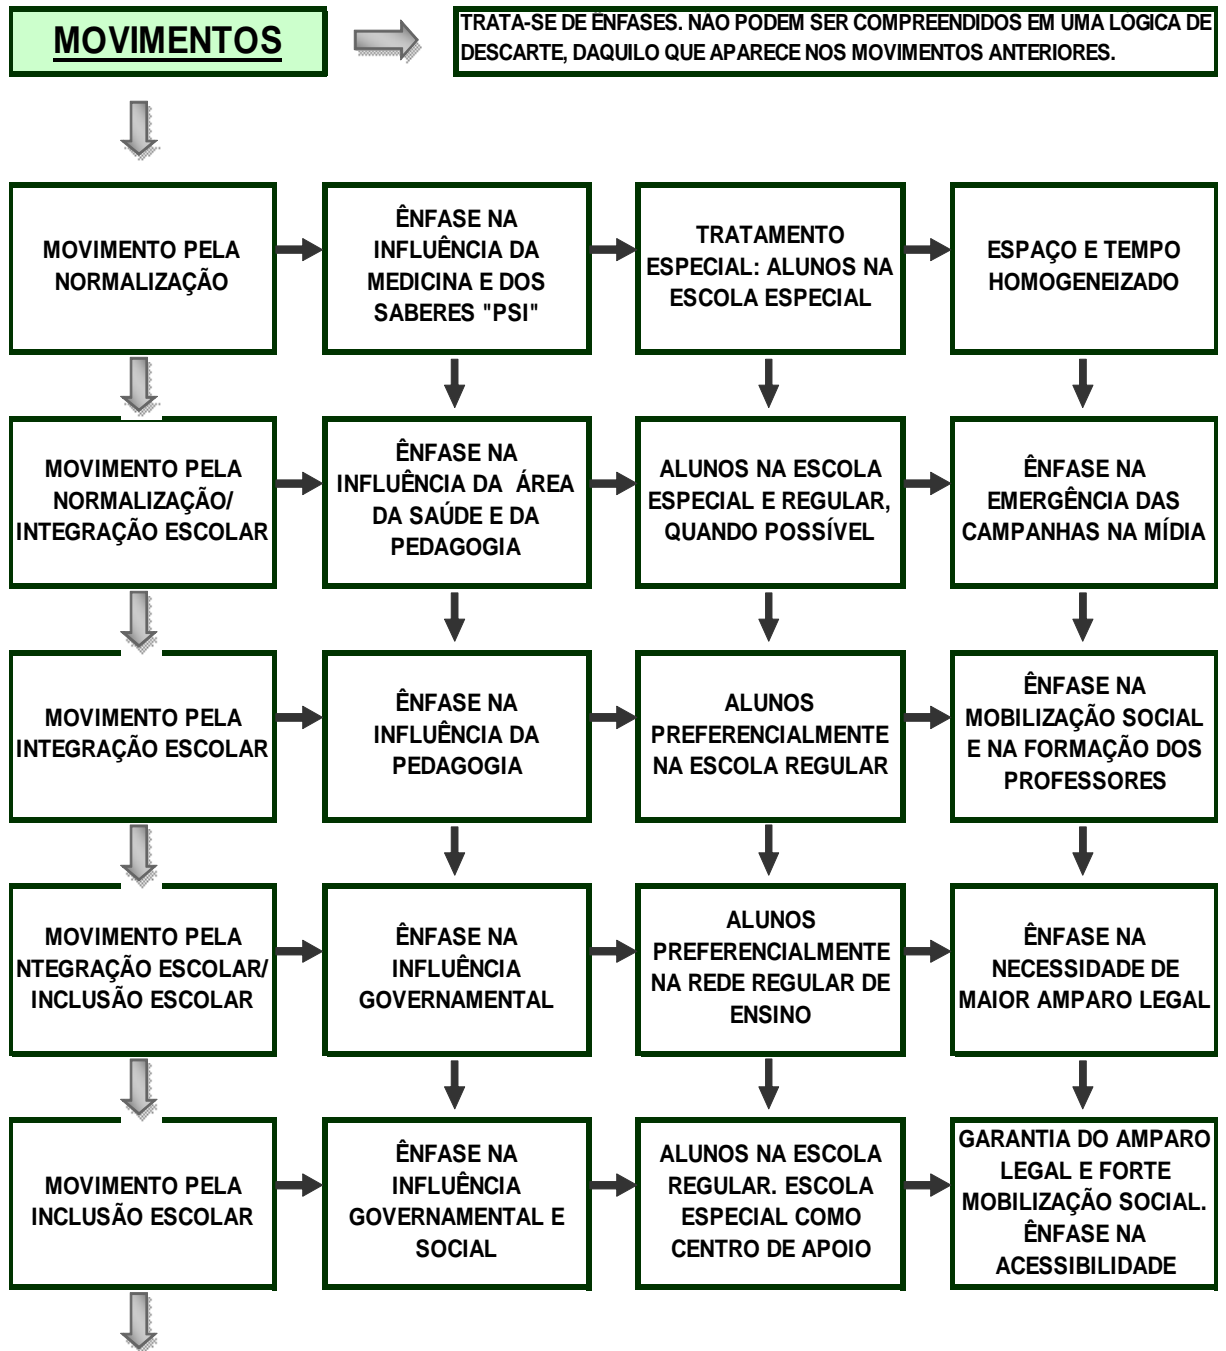 MOVIMENTOS
TRATA-SE DE ÊNFASES. NÃO PODEM SER COMPREENDIDOS EM UMA LÓGICA DE
DESCARTE, DAQUILO QUE APARECE NOS MOVIMENTOS ANTERIORES.
MOVIMENTO PELA
NORMALIZAÇÃO
ÊNFASE NA
INFLUÊNCIA DA
MEDICINA E DOS
SABERES "PSI"
TRATAMENTO
ESPECIAL: ALUNOS NA
ESCOLA ESPECIAL
ESPAÇO E TEMPO
HOMOGENEIZADO
MOVIMENTO PELA
NORMALIZAÇÃO/
INTEGRAÇÃO ESCOLAR
ÊNFASE NA
INFLUÊNCIA DA ÁREA
DA SAÚDE E DA
PEDAGOGIA
ALUNOS NA ESCOLA
ESPECIAL E REGULAR,
QUANDO POSSÍVEL
ÊNFASE NA
EMERGÊNCIA DAS
CAMPANHAS NA MÍDIA
MOVIMENTO PELA
INTEGRAÇÃO ESCOLAR
ÊNFASE NA
INFLUÊNCIA DA
PEDAGOGIA
ALUNOS
PREFERENCIALMENTE
NA ESCOLA REGULAR
ÊNFASE NA
MOBILIZAÇÃO SOCIAL
E NA FORMAÇÃO DOS
PROFESSORES
MOVIMENTO PELA
NTEGRAÇÃO ESCOLAR/
INCLUSÃO ESCOLAR
ÊNFASE NA
INFLUÊNCIA
GOVERNAMENTAL
ALUNOS
PREFERENCIALMENTE
NA REDE REGULAR DE
ENSINO
ÊNFASE NA
NECESSIDADE DE
MAIOR AMPARO LEGAL
MOVIMENTO PELA
INCLUSÃO ESCOLAR
ÊNFASE NA
INFLUÊNCIA
GOVERNAMENTAL E
SOCIAL
ALUNOS NA ESCOLA
REGULAR. ESCOLA
ESPECIAL COMO
CENTRO DE APOIO
GARANTIA DO AMPARO
LEGAL E FORTE
MOBILIZAÇÃO SOCIAL.
ÊNFASE NA
ACESSIBILIDADE